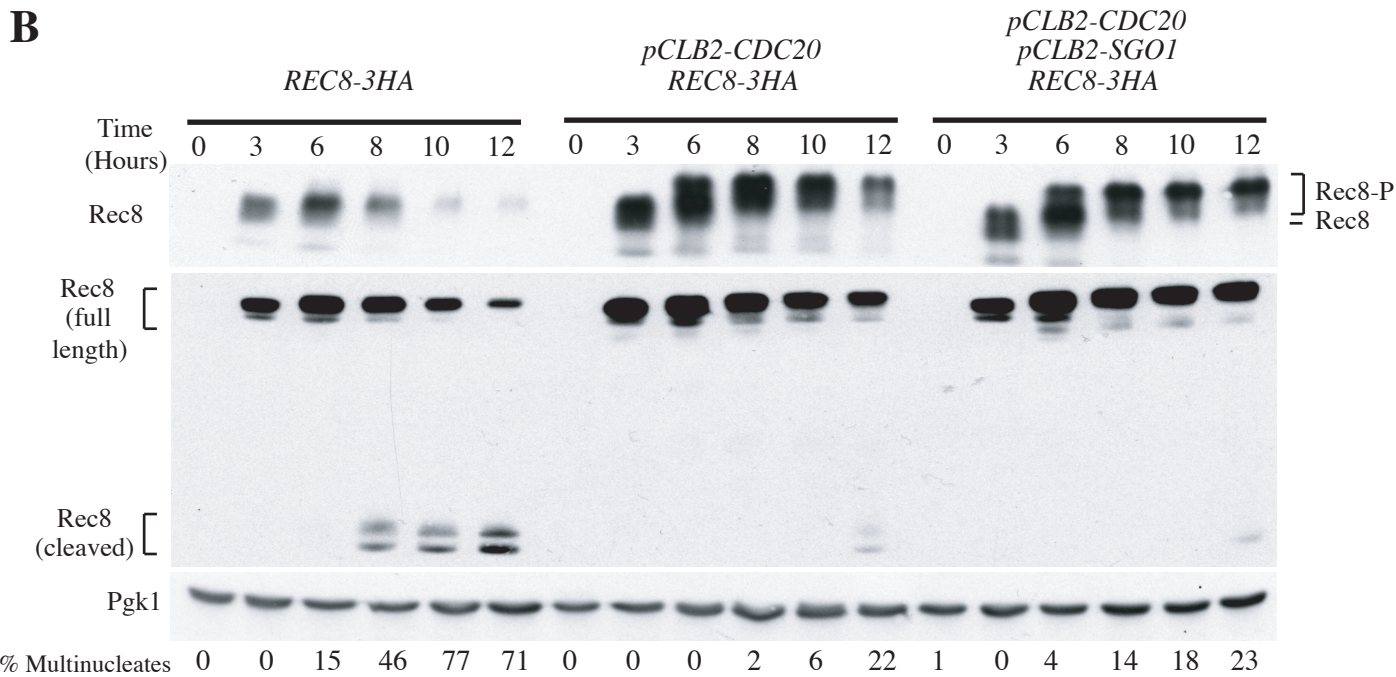 B
REC8-3HA
pCLB2-CDC20
REC8-3HA
pCLB2-CDC20
pCLB2-SGO1
REC8-3HA
Time
(Hours)
0 3 6 8 10 12 0 3 6 8 10 12 0 3 6 8 10 12
Rec8
Rec8-P
Rec8
Rec8
(full
length)
Rec8
(cleaved)
Pgk1
% Multinucleates 0 0 15 46 77 71 0 0 0 2 6 22 1 0 4 14 18 23